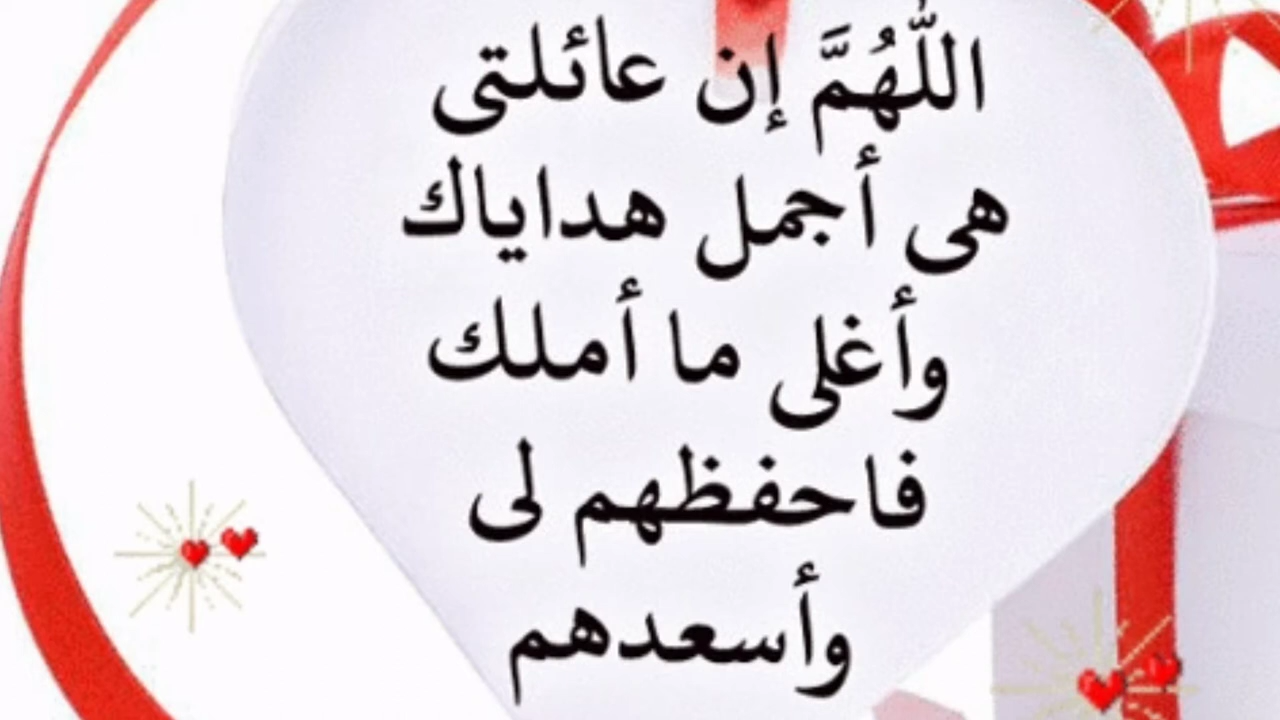 اللّٰهُمَّ إن عائلتى
هى أجمل هداياك
وأغلى ما أملك
فاحفظهم لى
وأسعدهم